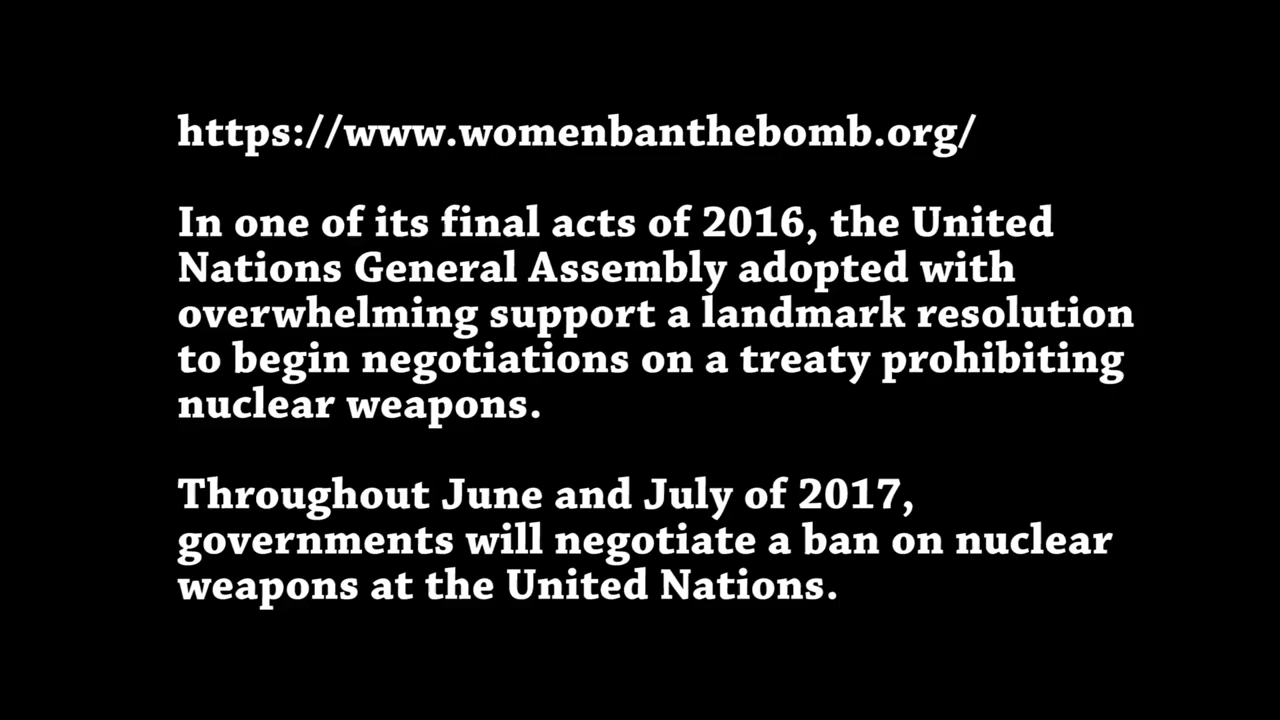 https://www.womenbanthebomb.org/
In one of its final acts of 2016, the United
Nations General Assembly adopted with
overwhelming support a landmark resolution
to begin negotiations on a treaty prohibiting
nuclear weapons.
Throughout June and July of 2017,
governments will negotiate a ban on nuclear
weapons at the United Nations.